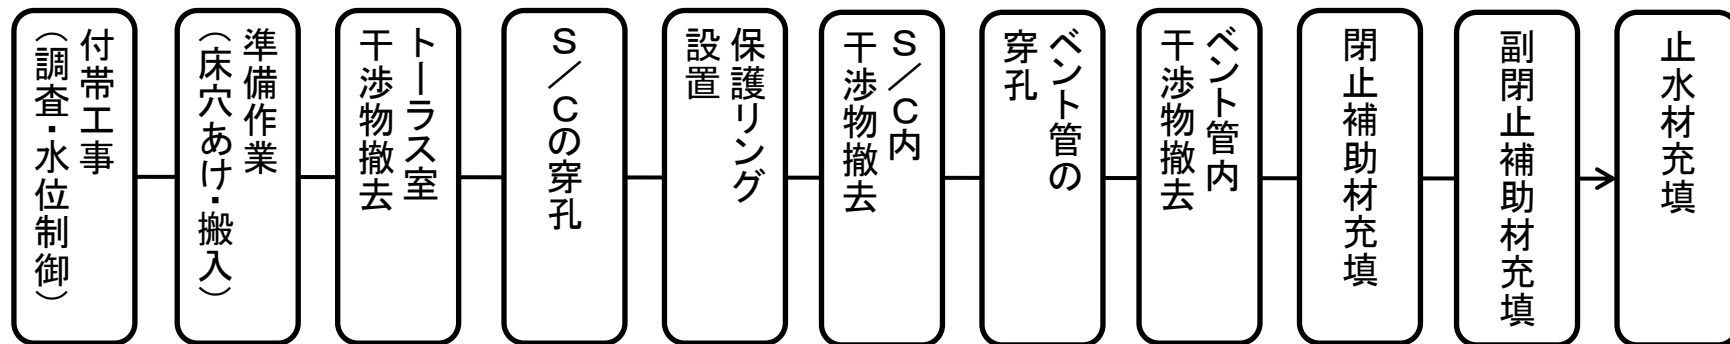 付帯工事
（調査・水位制御）
準備作業
（床穴あけ・搬入）
トーラス室
干渉物撤去
Ｓ／Ｃの穿孔
保護リング
設置
Ｓ／Ｃ内
干渉物撤去
ベント管の
穿孔
ベント管内
干渉物撤去
閉止補助材充填
副閉止補助材充填
止水材充填